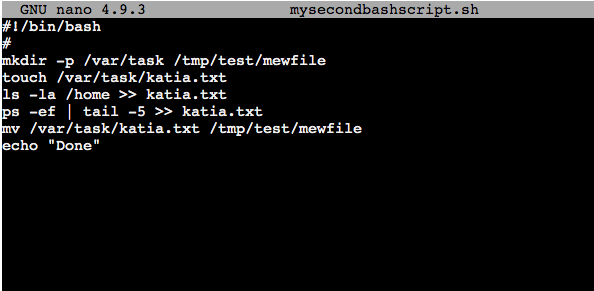 GNU nano 4.9.3 mysecondbashscript.sh
#!/bin/bash
#
mkdir -p /var/task /tmp/test/mewfile
touch /var/task/katia.txt
ls -la /home >> katia.txt
ps -ef | tail -5 >> katia.txt
mv /var/task/katia.txt /tmp/test/mewfile
echo "Done"